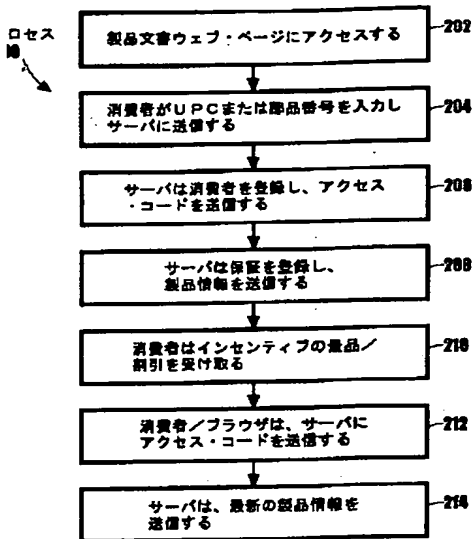 ロセス
10
製品文書ウェブ・ページにアクセスする
202
消費者がUPCまたは部品番号を入力し
サーバに送信する
204
サーバは消費者を登録し、アクセス
・コードを送信する
206
サーバは保証を登録し、
製品情報を送信する
208
消費者はインセンティブの景品/
割引を受け取る
210
消費者/ブラウザは、サーバに
アクセス・コードを送信する
212
サーバは、最新の製品情報を
送信する
214